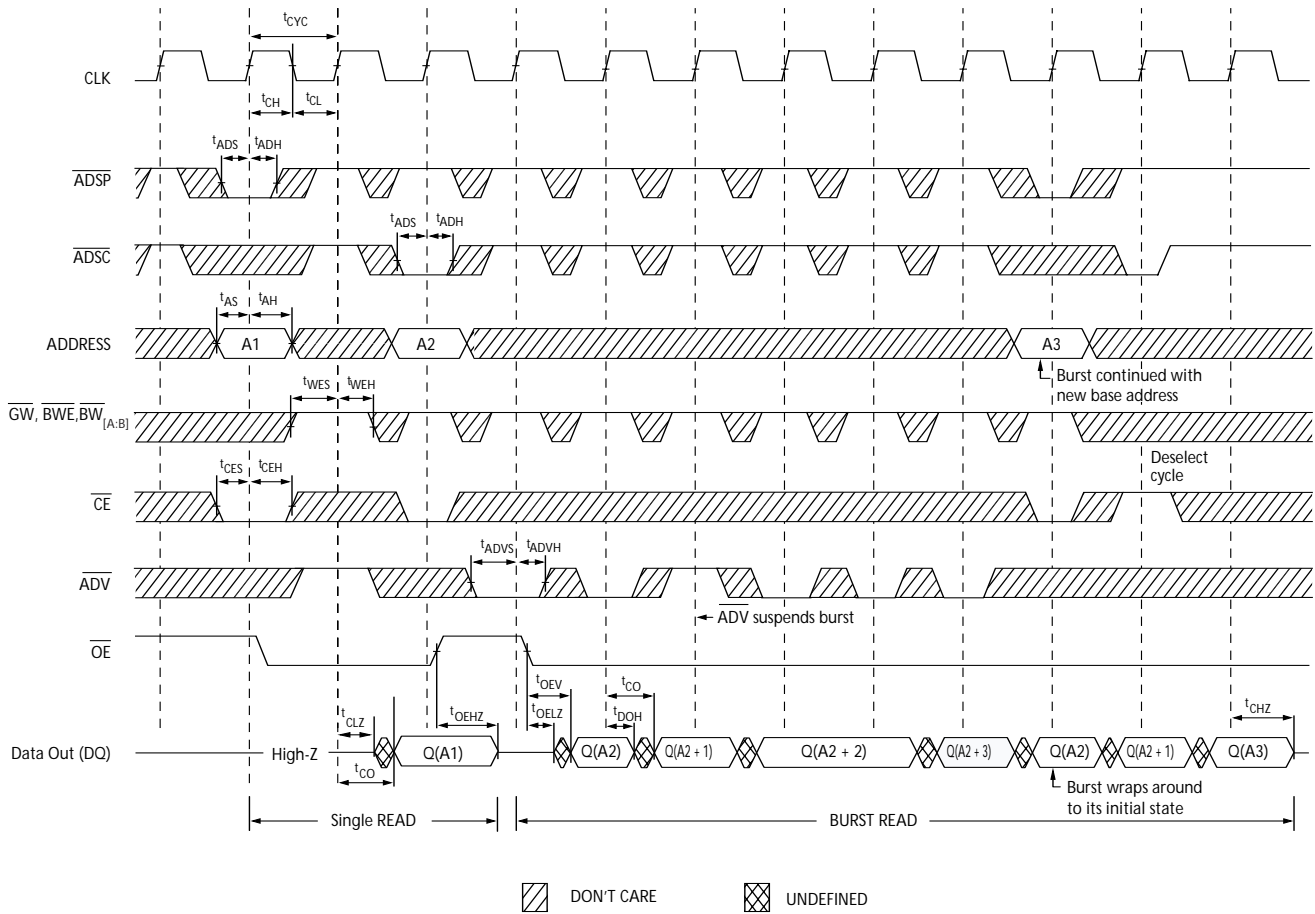 tCYC
CLK
tCH tCL
tADS tADH
ADSP
tADS tADH
ADSC
tAS tAH
ADDRESS A1 A2 A3
Burst continued with
new base address
tWES tWEH
GW, BWE,BW[A:B]
Deselect
cycle
tCES tCEH
CE
tADVS tADVH
ADV
ADV suspends burst
OE
tOEV tCO
tCLZ tOEHZ tOELZ tDOH tCHZ
Data Out (DQ) High-Z Q(A1) Q(A2) Q(A2 + 1) Q(A2 + 2) Q(A2 + 3) Q(A2) Q(A2 + 1) Q(A3)
tCO
Burst wraps around
to its initial state
Single READ BURST READ
DON'T CARE UNDEFINED